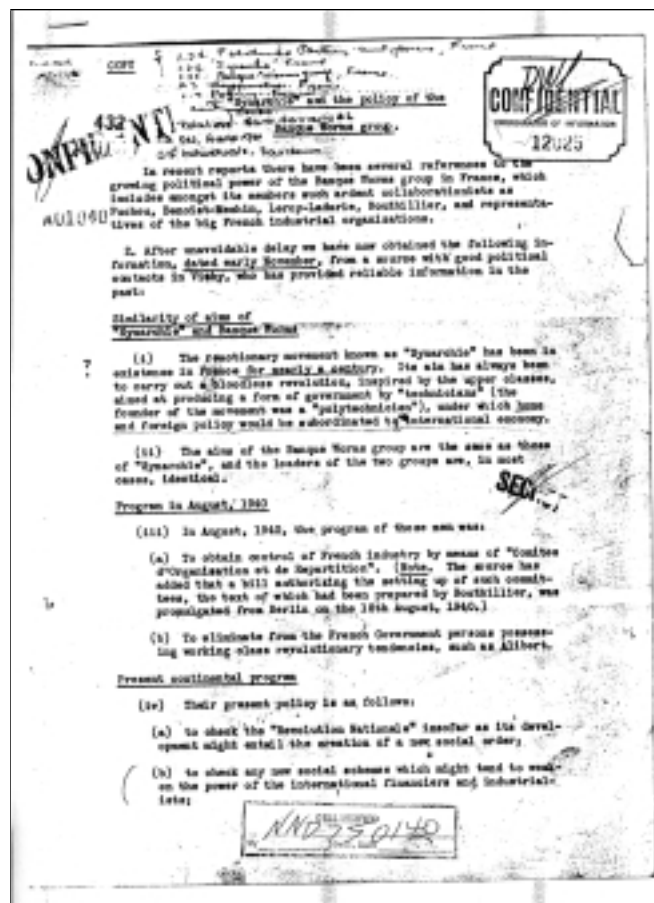 COPY
"Synarchie" and the policy of the
Banque Worms group.
432
CONFIDENTIAL
12025
In recent reports there have been several references to the
growing political power of the Banque Worms group in France, which
includes amongst its members such ardent collaborationists as
Pucheu, Benoist-Mechin, Leroy-Ladurie, Bouthillier, and representa-
tives of the big French industrial organisations.
2. After unavoidable delay we have now obtained the following in-
formation, dated early November, from a source with good political
contacts in Vichy, who has provided reliable information in the
past:
Similarity of aims of
"Synarchie" and Banque Worms
?
(i) The reactionary movement known as "Synarchie" has been in
existence in France for nearly a century. Its aim has always been
to carry out a bloodless revolution, inspired by the upper classes,
aimed at producing a form of government by "technicians" (the
founder of the movement was a "polytechnician"), under which home
and foreign policy would be subordinated to international economy.
(ii) The aims of the Banque Worms group are the same as those
of "Synarchie", and the leaders of the two groups are, in most
cases, identical.
SECRET
Program in August, 1940
(iii) In August, 1940, the program of these men was:
(a) To obtain control of French industry by means of "Comites
d'Organisation et de Repartition". (Note. The source has
added that a bill authorizing the setting up of such commit-
tees, the text of which had been prepared by Bouthillier, was
promulgated from Berlin on the 18th August, 1940.)
(b) To eliminate from the French Government persons possess-
ing working class revolutionary tendencies, such as Alibert.
Present continental program
(iv) Their present policy is as follows:
(a) to check the "Revolution Nationale" insofar as its devel-
opment might entail the creation of a new social order;
(b) to check any new social schemes which might tend to weak-
en the power of the international financiers and industrial-
ists;
NND750140